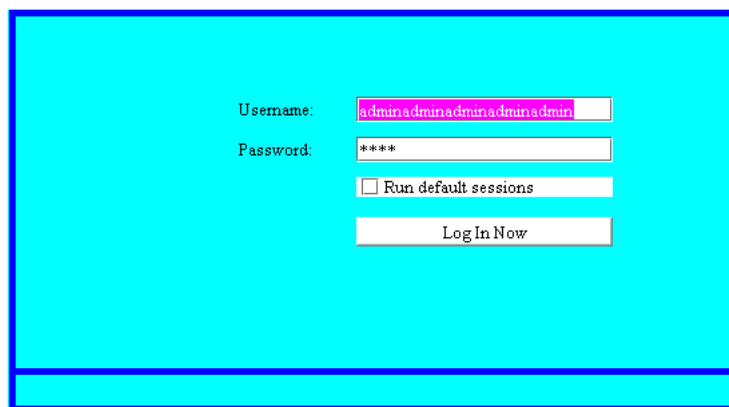 Username: adminadminadminadminadmin
Password: ****
Run default sessions
Log In Now